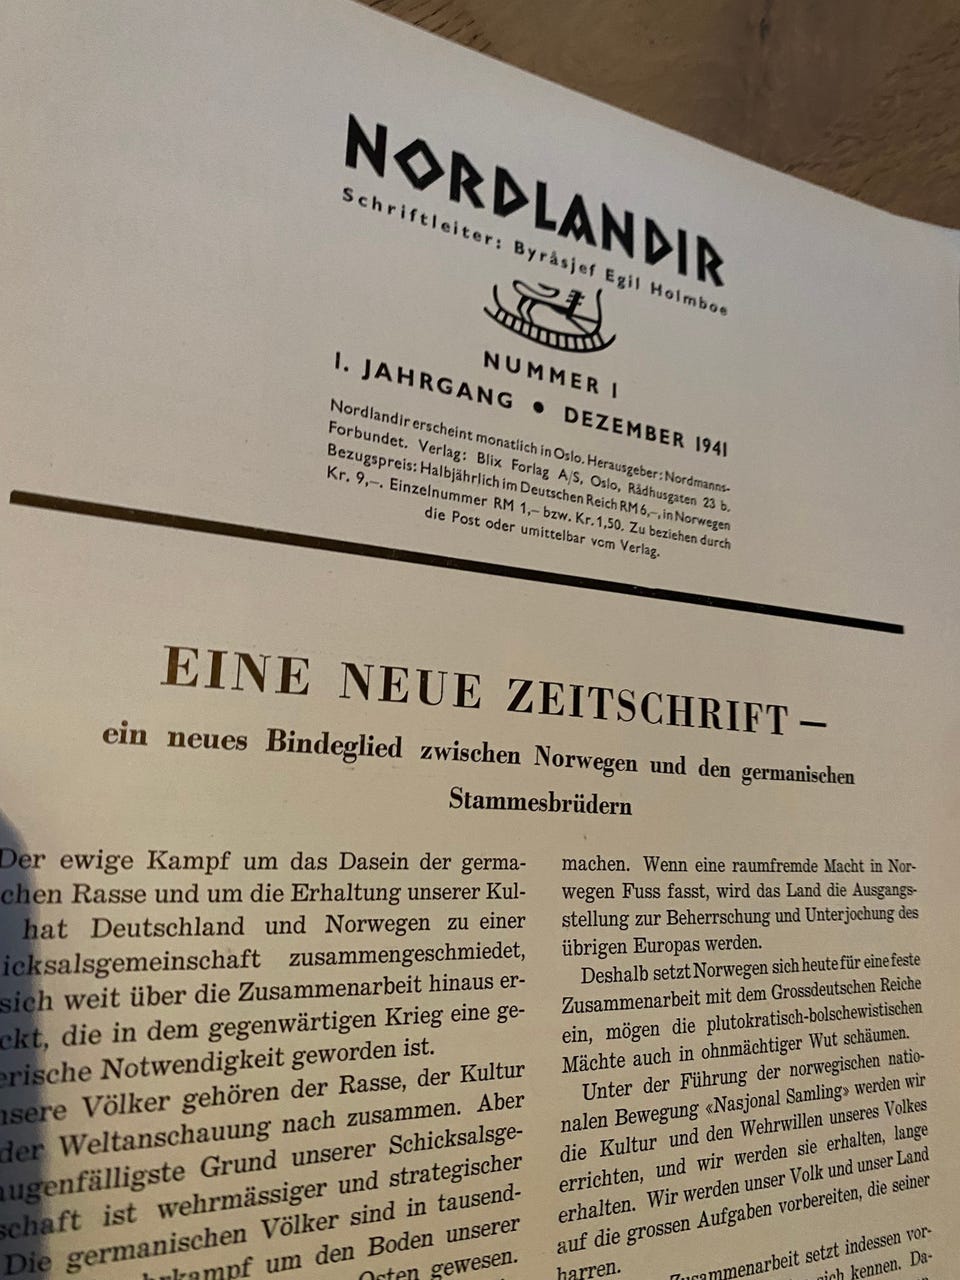 NORDLANDIR
Schriftleiter: Byråsjef Egil Holmboe
NUMMER I
I. JAHRGANG • DEZEMBER 1941
Nordlandir erscheint monatlich in Oslo. Herausgeber: Nordmanns-
Forbundet. Verlag: Blix Forlag A/S, Oslo, Rådhusgaten 23 b.
Bezugspreis: Halbjährlich im Deutschen Reich RM 6,–, in Norwegen
Kr. 9,–. Einzelnummer RM 1,– bzw. Kr. 1,50. Zu beziehen durch
die Post oder umittelbar vom Verlag.
EINE NEUE ZEITSCHRIFT —
ein neues Bindeglied zwischen Norwegen und den germanischen
Stammesbrüdern
Der ewige Kampf um das Dasein der germa-
chen Rasse und um die Erhaltung unserer Kul-
hat Deutschland und Norwegen zu einer
icksalsgemeinschaft zusammengeschmiedet,
sich weit über die Zusammenarbeit hinaus er-
ckt, die in dem gegenwärtigen Krieg eine ge-
erische Notwendigkeit geworden ist.
nsere Völker gehören der Rasse, der Kultur
der Weltanschauung nach zusammen. Aber
augenfälligste Grund unserer Schicksalsge-
schaft ist wehrmässiger und strategischer
Die germanischen Völker sind in tausend-
kampf um den Boden unserer
Osten gewesen.
machen. Wenn eine raumfremde Macht in Nor-
wegen Fuss fasst, wird das Land die Ausgangs-
stellung zur Beherrschung und Unterjochung des
übrigen Europas werden.
Deshalb setzt Norwegen sich heute für eine feste
Zusammenarbeit mit dem Grossdeutschen Reiche
ein, mögen die plutokratisch-bolschewistischen
Mächte auch in ohnmächtiger Wut schäumen.
Unter der Führung der norwegischen natio-
nalen Bewegung «Nasjonal Samling» werden wir
die Kultur und den Wehrwillen unseres Volkes
errichten, und wir werden sie erhalten, lange
erhalten. Wir werden unser Volk und unser Land
auf die grossen Aufgaben vorbereiten, die seiner
harren.
Zusammenarbeit setzt indessen vor-
sich kennen. Da-